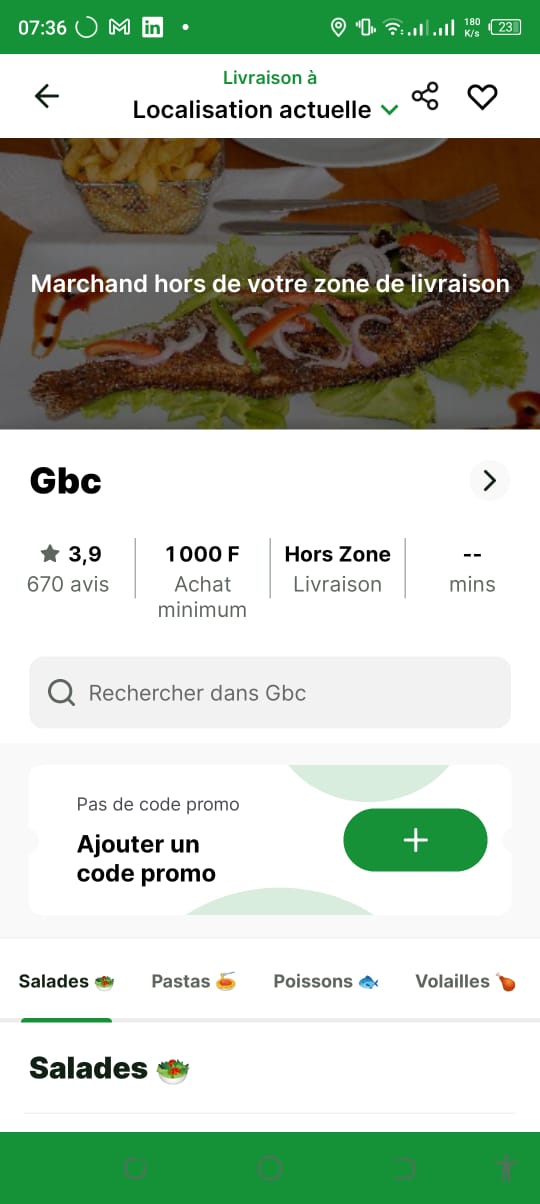 07:36
180
K/s
23
Livraison à
Localisation actuelle
Marchand hors de votre zone de livraison
Gbc
3,9
670 avis
1 000 F
Achat
minimum
Hors Zone
Livraison
--
mins
Rechercher dans Gbc
Pas de code promo
Ajouter un
code promo
Salades 🥗 Pastas 🍝 Poissons 🐟 Volailles 🍗
Salades 🥗